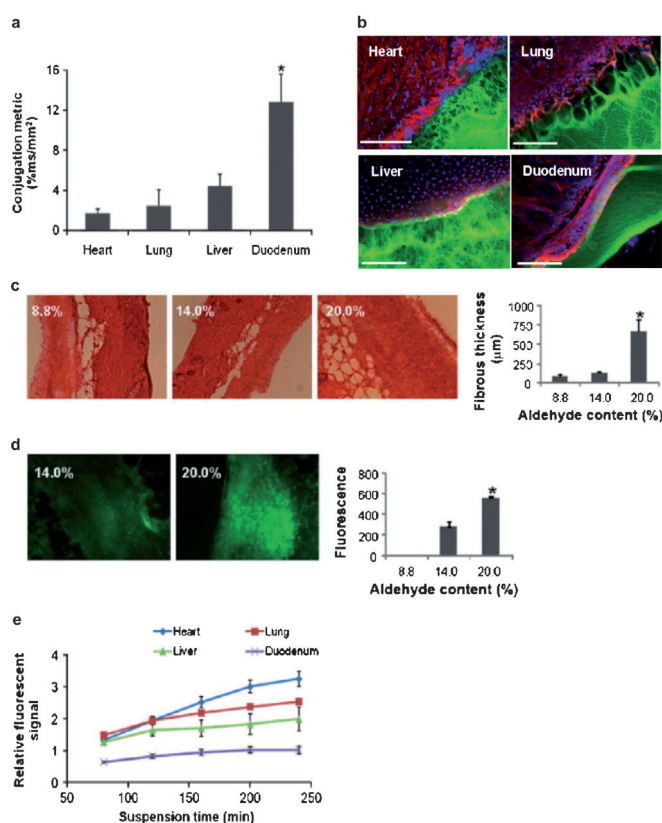 a
Conjugation metric
(%ms/mm²)
16
12
8
4
0
*
Heart
Lung
Liver
Duodenum
b
Heart
Lung
Liver
Duodenum
c
8.8%
14.0%
20.0%
Fibrous thickness
(µm)
1000
750
500
250
0
*
8.8
14.0
20.0
Aldehyde content (%)
d
14.0%
20.0%
Fluorescence
800
600
400
200
0
*
8.8
14.0
20.0
Aldehyde content (%)
e
Heart
Lung
Liver
Duodenum
Relative fluorescent
signal
4
3
2
1
0
50
100
150
200
250
Suspension time (min)